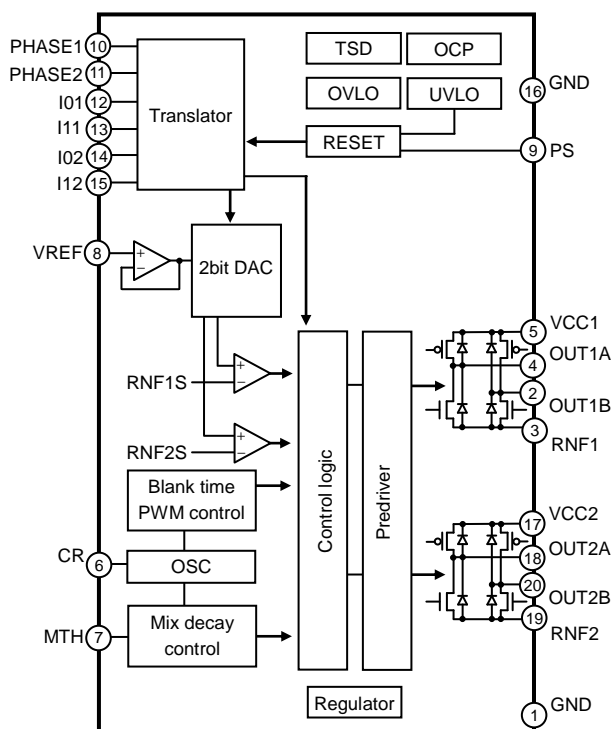 PHASE1 10
PHASE2 11
I01 12
I11 13
I02 14
I12 15
Translator
TSD
OCP
OVLO
UVLO
RESET
16 GND
9 PS
VREF 8
+
−
2bit DAC
RNF1S
+
−
RNF2S
+
−
Blank time
PWM control
CR 6
OSC
MTH 7
Mix decay
control
Control logic
Predriver
VCC1
5
OUT1A
4
2
OUT1B
3
RNF1
VCC2
17
OUT2A
18
20
OUT2B
19
RNF2
Regulator
GND
1